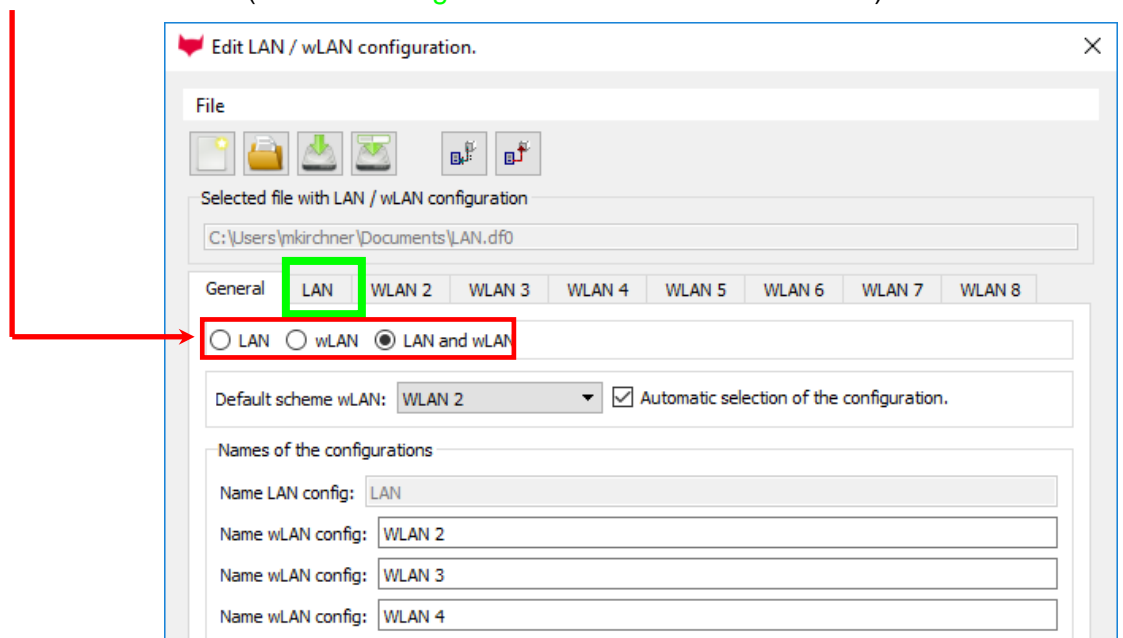 Edit LAN / wLAN configuration.
File
Selected file with LAN / wLAN configuration
C:\Users\mkirchner\Documents\LAN.df0
General LAN WLAN 2 WLAN 3 WLAN 4 WLAN 5 WLAN 6 WLAN 7 WLAN 8
LAN wLAN LAN and wLAN
Default scheme wLAN: WLAN 2 Automatic selection of the configuration.
Names of the configurations
Name LAN config: LAN
Name wLAN config: WLAN 2
Name wLAN config: WLAN 3
Name wLAN config: WLAN 4